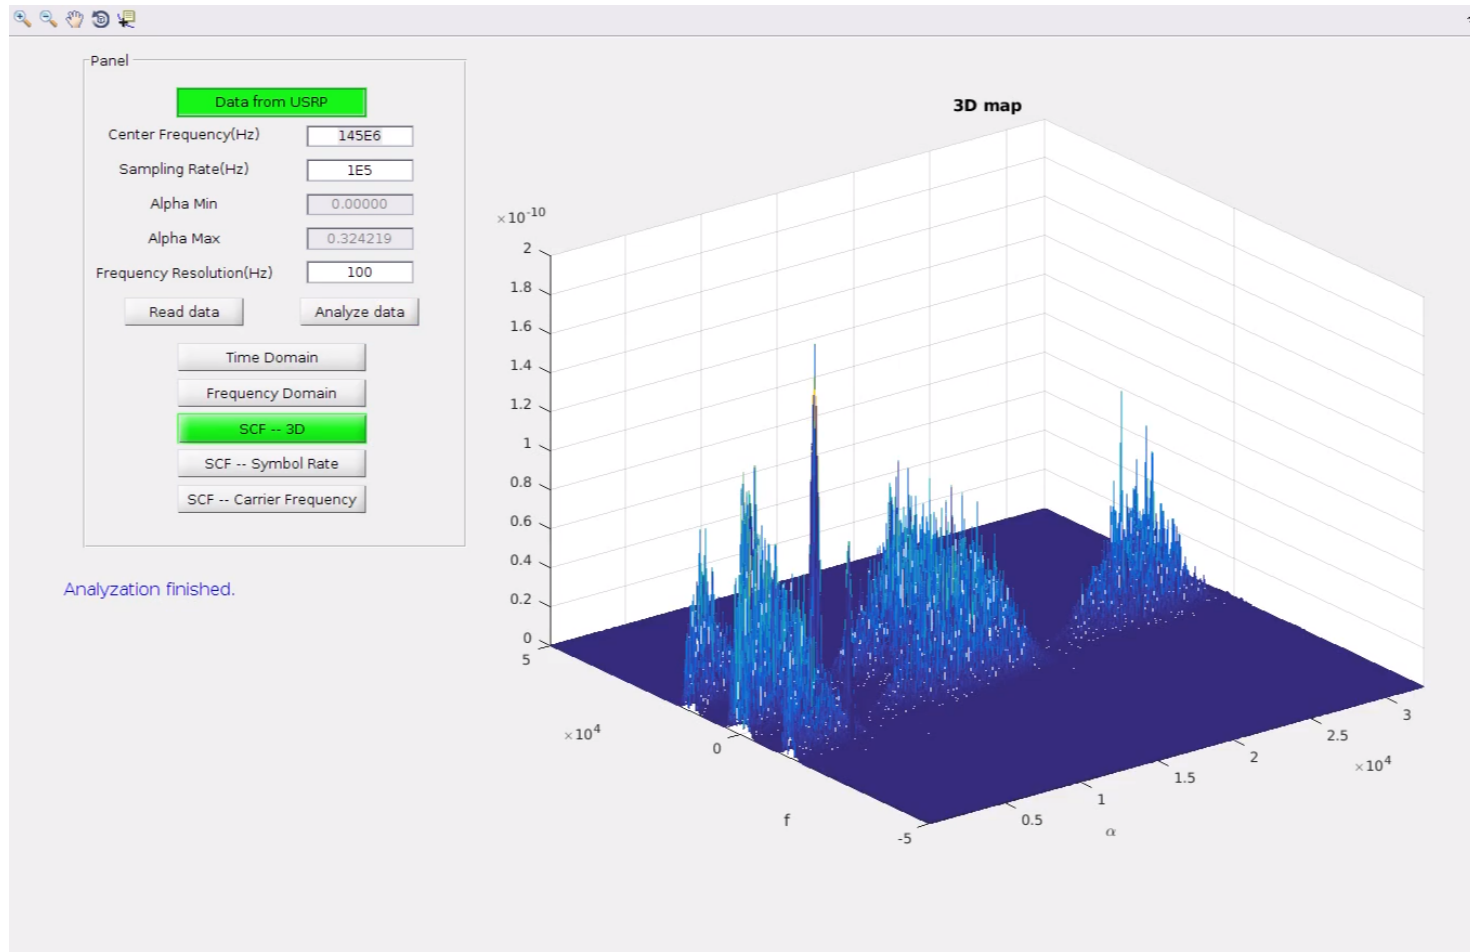 Panel
Data from USRP
Center Frequency(Hz) 145E6
Sampling Rate(Hz) 1E5
Alpha Min 0.00000
Alpha Max 0.324219
Frequency Resolution(Hz) 100
Read data Analyze data
Time Domain
Frequency Domain
SCF -- 3D
SCF -- Symbol Rate
SCF -- Carrier Frequency
Analyzation finished.
3D map
×10⁻¹⁰
2
1.8
1.6
1.4
1.2
1
0.8
0.6
0.4
0.2
0
5
×10⁴
0
f
-5
0.5
1
1.5
2
2.5
3
×10⁴
α